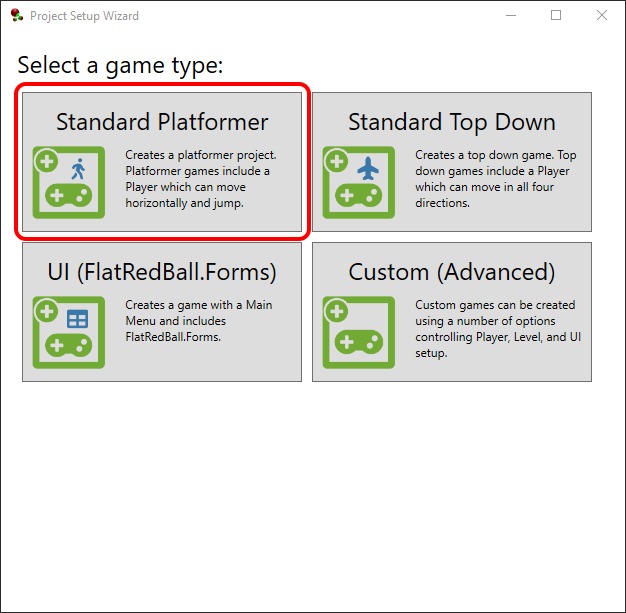 Project Setup Wizard
Select a game type:
Standard Platformer
Creates a platformer project.
Platformer games include a
Player which can move
horizontally and jump.
Standard Top Down
Creates a top down game. Top
down games include a Player
which can move in all four
directions.
UI (FlatRedBall.Forms)
Creates a game with a Main
Menu and includes
FlatRedBall.Forms.
Custom (Advanced)
Custom games can be created
using a number of options
controlling Player, Level, and UI
setup.